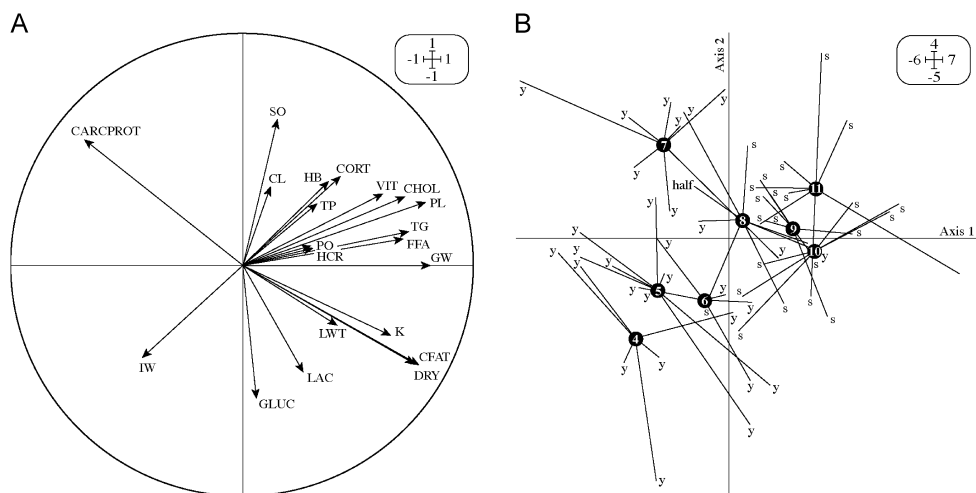 A
1
-1 1
-1
SO
CARCPROT
CL
HB
CORT
TP
VIT
CHOL
PL
TG
FFA
PO
HCR
GW
LWT
K
CFAT
DRY
IW
LAC
GLUC
B
Axis 2
4
-6 7
-5
s
y
y
y
y
y
y
s
7
s
y
s
half
11
s
y
8
s
s
s
s
9
s
s
Axis 1
y
y
y
10
y
y
s
s
y
y
5
y
6
y
s
s
y
s
s
4
s
y
y
y
y
y
y
y